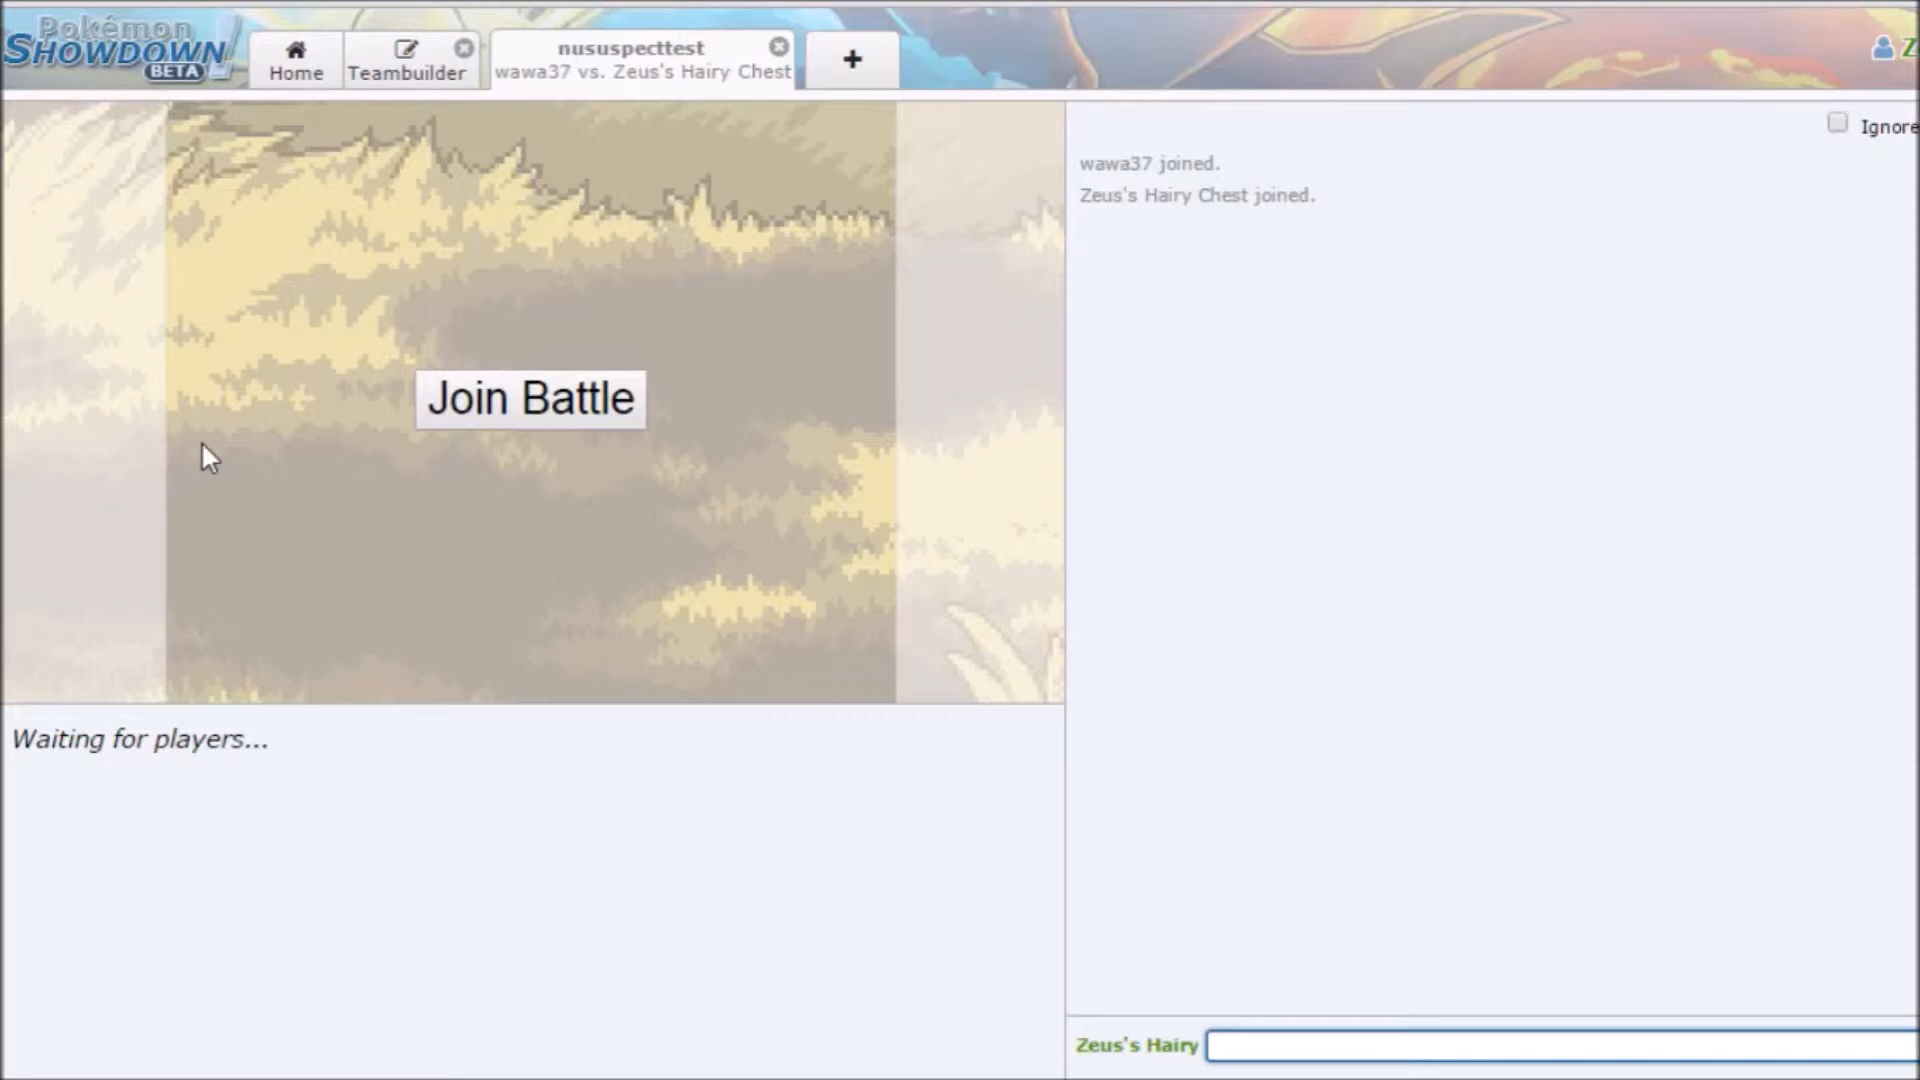 Pokémon
SHOWDOWN!
BETA
Home
Teambuilder
nususpecttest
wawa37 vs. Zeus's Hairy Chest
+
Z
Ignore
wawa37 joined.
Zeus's Hairy Chest joined.
Join Battle
Waiting for players...
Zeus's Hairy